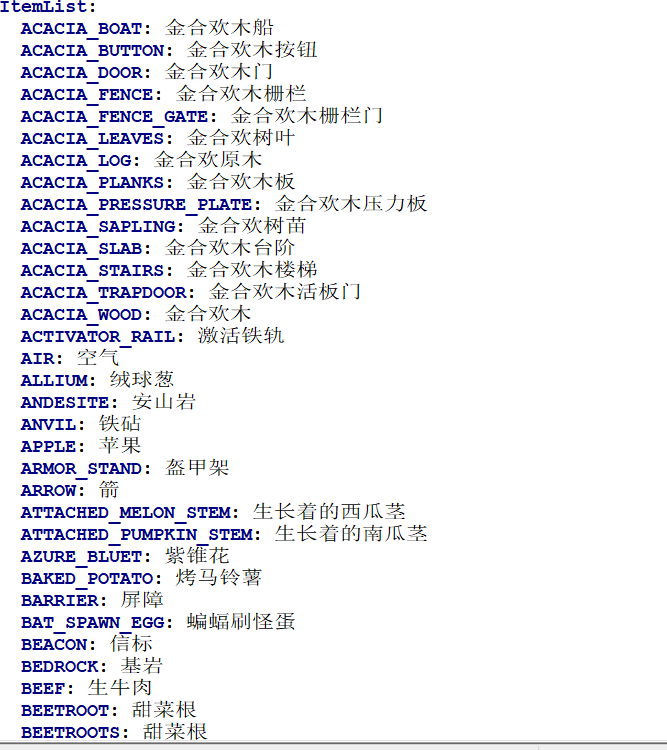 ItemList:
ACACIA_BOAT: 金合欢木船
ACACIA_BUTTON: 金合欢木按钮
ACACIA_DOOR: 金合欢木门
ACACIA_FENCE: 金合欢木栅栏
ACACIA_FENCE_GATE: 金合欢木栅栏门
ACACIA_LEAVES: 金合欢树叶
ACACIA_LOG: 金合欢原木
ACACIA_PLANKS: 金合欢木板
ACACIA_PRESSURE_PLATE: 金合欢木压力板
ACACIA_SAPLING: 金合欢树苗
ACACIA_SLAB: 金合欢木台阶
ACACIA_STAIRS: 金合欢木楼梯
ACACIA_TRAPDOOR: 金合欢木活板门
ACACIA_WOOD: 金合欢木
ACTIVATOR_RAIL: 激活铁轨
AIR: 空气
ALLIUM: 绒球葱
ANDESITE: 安山岩
ANVIL: 铁砧
APPLE: 苹果
ARMOR_STAND: 盔甲架
ARROW: 箭
ATTACHED_MELON_STEM: 生长着的西瓜茎
ATTACHED_PUMPKIN_STEM: 生长着的南瓜茎
AZURE_BLUET: 紫锥花
BAKED_POTATO: 烤马铃薯
BARRIER: 屏障
BAT_SPAWN_EGG: 蝙蝠刷怪蛋
BEACON: 信标
BEDROCK: 基岩
BEEF: 生牛肉
BEETROOT: 甜菜根
BEETROOTS: 甜菜根